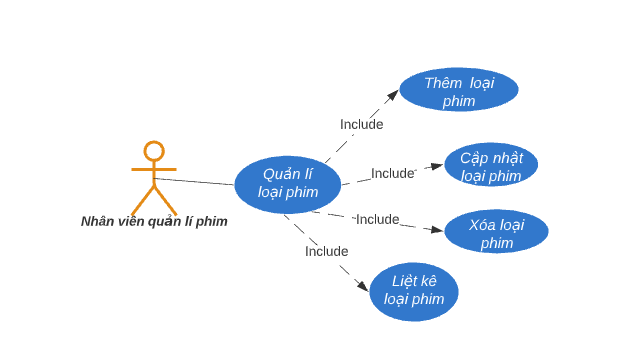 Thêm loại
phim
Include
Cập nhật
loại phim
Include
Quản lí
loại phim
Nhân viên quản lí phim
Include
Xóa loại
phim
Include
Liệt kê
loại phim